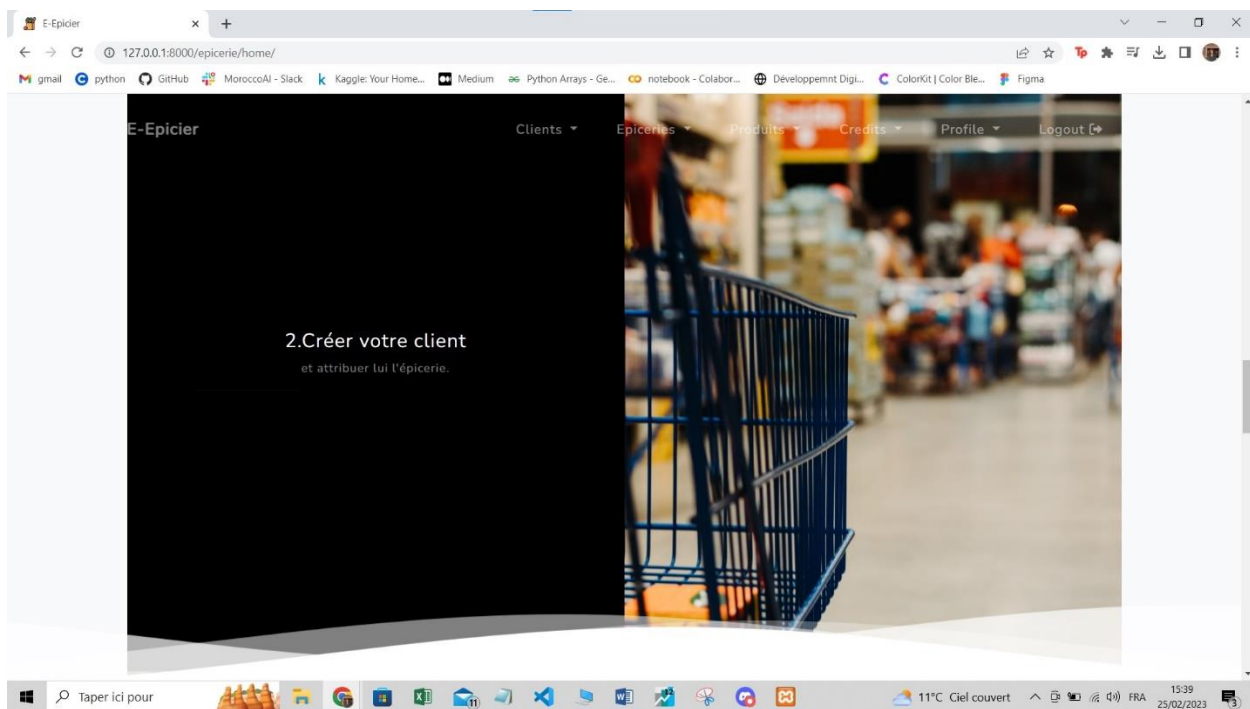 E-Epicier
127.0.0.1:8000/epicerie/home/
gmail python GitHub MoroccoAI - Slack Kaggle: Your Home... Medium Python Arrays - Ge... notebook - Colabor... Développemnt Digi... ColorKit | Color Ble... Figma
E-Epicier Clients Epiceries Produits Credits Profile Logout
2.Créer votre client
et attribuer lui l'épicerie.
Taper ici pour
11°C Ciel couvert FRA
15:39
25/02/2023